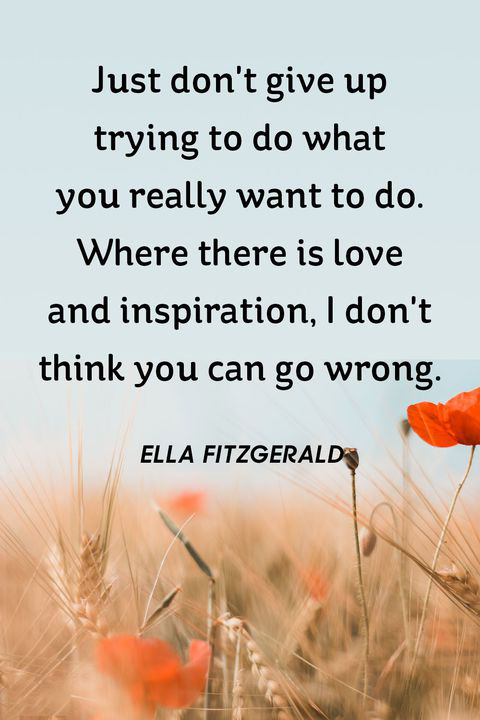 Just don't give up
trying to do what
you really want to do.
Where there is love
and inspiration, I don't
think you can go wrong.
ELLA FITZGERALD